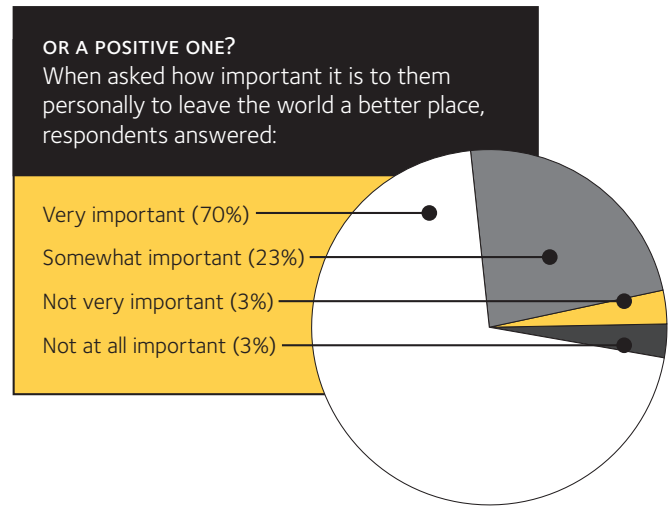 OR A POSITIVE ONE?
When asked how important it is to them
personally to leave the world a better place,
respondents answered:
Very important (70%)
Somewhat important (23%)
Not very important (3%)
Not at all important (3%)